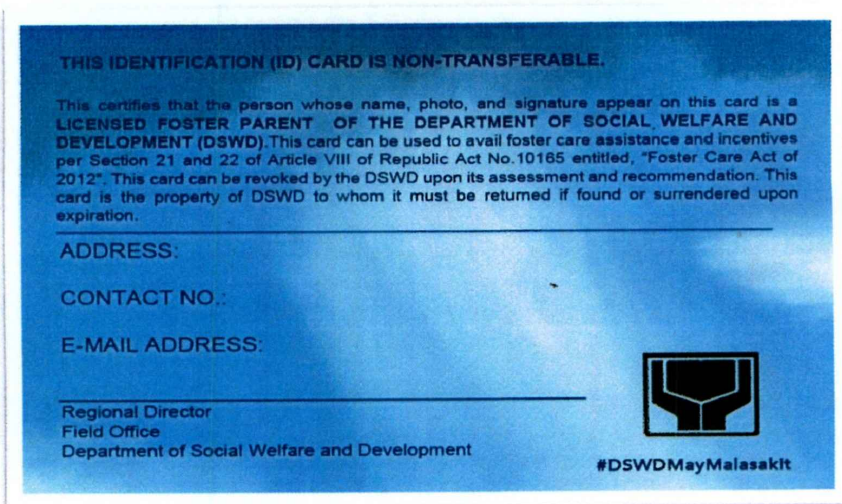 THIS IDENTIFICATION (ID) CARD IS NON-TRANSFERABLE.
This certifies that the person whose name, photo, and signature appear on this card is a
LICENSED FOSTER PARENT OF THE DEPARTMENT OF SOCIAL WELFARE AND
DEVELOPMENT (DSWD). This card can be used to avail foster care assistance and incentives
per Section 21 and 22 of Article VIII of Republic Act No. 10165 entitled, "Foster Care Act of
2012". This card can be revoked by the DSWD upon its assessment and recommendation. This
card is the property of DSWD to whom it must be returned if found or surrendered upon
expiration.
ADDRESS:
CONTACT NO.:
E-MAIL ADDRESS:
Regional Director
Field Office
Department of Social Welfare and Development
#DSWDMayMalasakit